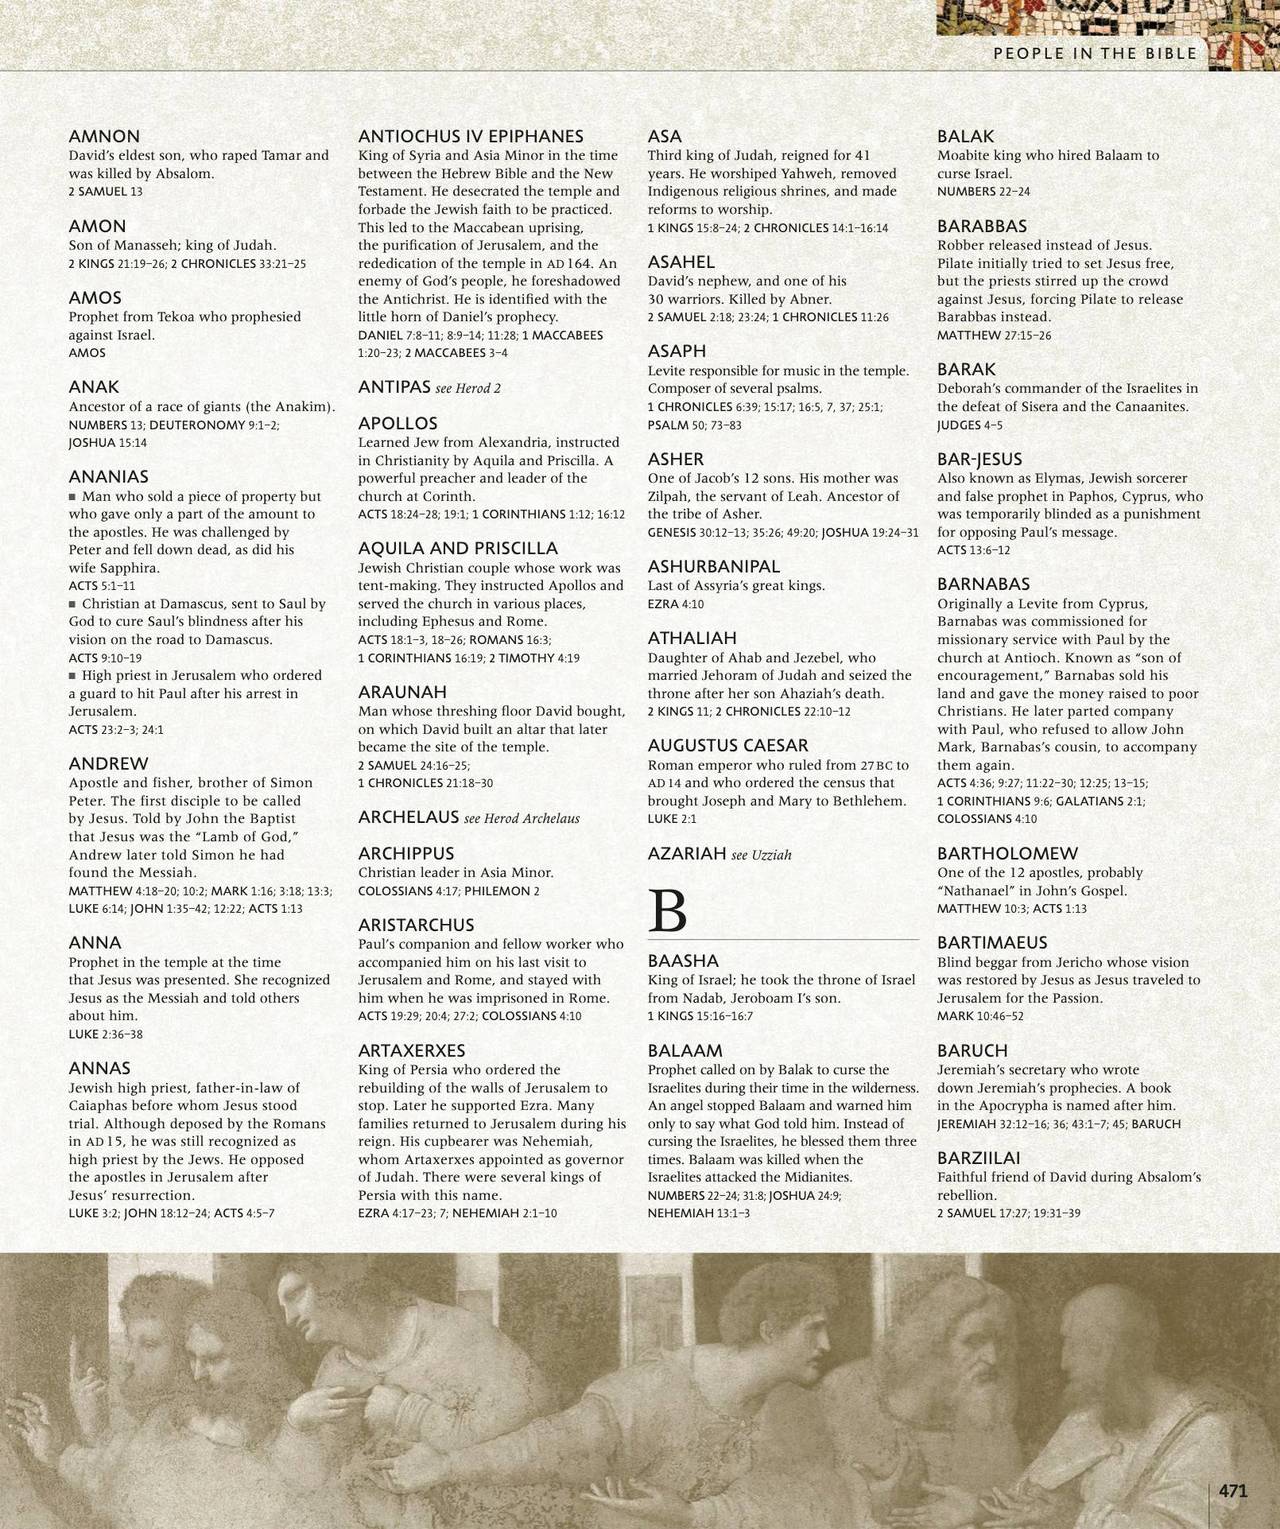 PEOPLE IN THE BIBLE
AMNON
David's eldest son, who raped Tamar and
was killed by Absalom.
2 SAMUEL 13
AMON
Son of Manasseh; king of Judah.
2 KINGS 21:19–26; 2 CHRONICLES 33:21–25
AMOS
Prophet from Tekoa who prophesied
against Israel.
AMOS
ANAK
Ancestor of a race of giants (the Anakim).
NUMBERS 13; DEUTERONOMY 9:1–2;
JOSHUA 15:14
ANANIAS
■ Man who sold a piece of property but
who gave only a part of the amount to
the apostles. He was challenged by
Peter and fell down dead, as did his
wife Sapphira.
ACTS 5:1–11
■ Christian at Damascus, sent to Saul by
God to cure Saul's blindness after his
vision on the road to Damascus.
ACTS 9:10–19
■ High priest in Jerusalem who ordered
a guard to hit Paul after his arrest in
Jerusalem.
ACTS 23:2–3; 24:1
ANDREW
Apostle and fisher, brother of Simon
Peter. The first disciple to be called
by Jesus. Told by John the Baptist
that Jesus was the “Lamb of God,”
Andrew later told Simon he had
found the Messiah.
MATTHEW 4:18–20; 10:2; MARK 1:16; 3:18; 13:3;
LUKE 6:14; JOHN 1:35–42; 12:22; ACTS 1:13
ANNA
Prophet in the temple at the time
that Jesus was presented. She recognized
Jesus as the Messiah and told others
about him.
LUKE 2:36–38
ANNAS
Jewish high priest, father-in-law of
Caiaphas before whom Jesus stood
trial. Although deposed by the Romans
in AD 15, he was still recognized as
high priest by the Jews. He opposed
the apostles in Jerusalem after
Jesus' resurrection.
LUKE 3:2; JOHN 18:12–24; ACTS 4:5–7
ANTIOCHUS IV EPIPHANES
King of Syria and Asia Minor in the time
between the Hebrew Bible and the New
Testament. He desecrated the temple and
forbade the Jewish faith to be practiced.
This led to the Maccabean uprising,
the purification of Jerusalem, and the
rededication of the temple in AD 164. An
enemy of God's people, he foreshadowed
the Antichrist. He is identified with the
little horn of Daniel's prophecy.
DANIEL 7:8–11; 8:9–14; 11:28; 1 MACCABEES
1:20–23; 2 MACCABEES 3–4
ANTIPAS see Herod 2
APOLLOS
Learned Jew from Alexandria, instructed
in Christianity by Aquila and Priscilla. A
powerful preacher and leader of the
church at Corinth.
ACTS 18:24–28; 19:1; 1 CORINTHIANS 1:12; 16:12
AQUILA AND PRISCILLA
Jewish Christian couple whose work was
tent-making. They instructed Apollos and
served the church in various places,
including Ephesus and Rome.
ACTS 18:1–3, 18–26; ROMANS 16:3;
1 CORINTHIANS 16:19; 2 TIMOTHY 4:19
ARAUNAH
Man whose threshing floor David bought,
on which David built an altar that later
became the site of the temple.
2 SAMUEL 24:16–25;
1 CHRONICLES 21:18–30
ARCHELAUS see Herod Archelaus
ARCHIPPUS
Christian leader in Asia Minor.
COLOSSIANS 4:17; PHILEMON 2
ARISTARCHUS
Paul's companion and fellow worker who
accompanied him on his last visit to
Jerusalem and Rome, and stayed with
him when he was imprisoned in Rome.
ACTS 19:29; 20:4; 27:2; COLOSSIANS 4:10
ARTAXERXES
King of Persia who ordered the
rebuilding of the walls of Jerusalem to
stop. Later he supported Ezra. Many
families returned to Jerusalem during his
reign. His cupbearer was Nehemiah,
whom Artaxerxes appointed as governor
of Judah. There were several kings of
Persia with this name.
EZRA 4:17–23; 7; NEHEMIAH 2:1–10
ASA
Third king of Judah, reigned for 41
years. He worshiped Yahweh, removed
Indigenous religious shrines, and made
reforms to worship.
1 KINGS 15:8–24; 2 CHRONICLES 14:1–16:14
ASAHEL
David's nephew, and one of his
30 warriors. Killed by Abner.
2 SAMUEL 2:18; 23:24; 1 CHRONICLES 11:26
ASAPH
Levite responsible for music in the temple.
Composer of several psalms.
1 CHRONICLES 6:39; 15:17; 16:5, 7, 37; 25:1;
PSALM 50; 73–83
ASHER
One of Jacob's 12 sons. His mother was
Zilpah, the servant of Leah. Ancestor of
the tribe of Asher.
GENESIS 30:12–13; 35:26; 49:20; JOSHUA 19:24–31
ASHURBANIPAL
Last of Assyria's great kings.
EZRA 4:10
ATHALIAH
Daughter of Ahab and Jezebel, who
married Jehoram of Judah and seized the
throne after her son Ahaziah's death.
2 KINGS 11; 2 CHRONICLES 22:10–12
AUGUSTUS CAESAR
Roman emperor who ruled from 27 BC to
AD 14 and who ordered the census that
brought Joseph and Mary to Bethlehem.
LUKE 2:1
AZARIAH see Uzziah
B
BAASHA
King of Israel; he took the throne of Israel
from Nadab, Jeroboam I's son.
1 KINGS 15:16–16:7
BALAAM
Prophet called on by Balak to curse the
Israelites during their time in the wilderness.
An angel stopped Balaam and warned him
only to say what God told him. Instead of
cursing the Israelites, he blessed them three
times. Balaam was killed when the
Israelites attacked the Midianites.
NUMBERS 22–24; 31:8; JOSHUA 24:9;
NEHEMIAH 13:1–3
BALAK
Moabite king who hired Balaam to
curse Israel.
NUMBERS 22–24
BARABBAS
Robber released instead of Jesus.
Pilate initially tried to set Jesus free,
but the priests stirred up the crowd
against Jesus, forcing Pilate to release
Barabbas instead.
MATTHEW 27:15–26
BARAK
Deborah's commander of the Israelites in
the defeat of Sisera and the Canaanites.
JUDGES 4–5
BAR-JESUS
Also known as Elymas, Jewish sorcerer
and false prophet in Paphos, Cyprus, who
was temporarily blinded as a punishment
for opposing Paul's message.
ACTS 13:6–12
BARNABAS
Originally a Levite from Cyprus,
Barnabas was commissioned for
missionary service with Paul by the
church at Antioch. Known as “son of
encouragement,” Barnabas sold his
land and gave the money raised to poor
Christians. He later parted company
with Paul, who refused to allow John
Mark, Barnabas's cousin, to accompany
them again.
ACTS 4:36; 9:27; 11:22–30; 12:25; 13–15;
1 CORINTHIANS 9:6; GALATIANS 2:1;
COLOSSIANS 4:10
BARTHOLOMEW
One of the 12 apostles, probably
“Nathanael” in John's Gospel.
MATTHEW 10:3; ACTS 1:13
BARTIMAEUS
Blind beggar from Jericho whose vision
was restored by Jesus as Jesus traveled to
Jerusalem for the Passion.
MARK 10:46–52
BARUCH
Jeremiah's secretary who wrote
down Jeremiah's prophecies. A book
in the Apocrypha is named after him.
JEREMIAH 32:12–16; 36; 43:1–7; 45; BARUCH
BARZIILAI
Faithful friend of David during Absalom's
rebellion.
2 SAMUEL 17:27; 19:31–39
471